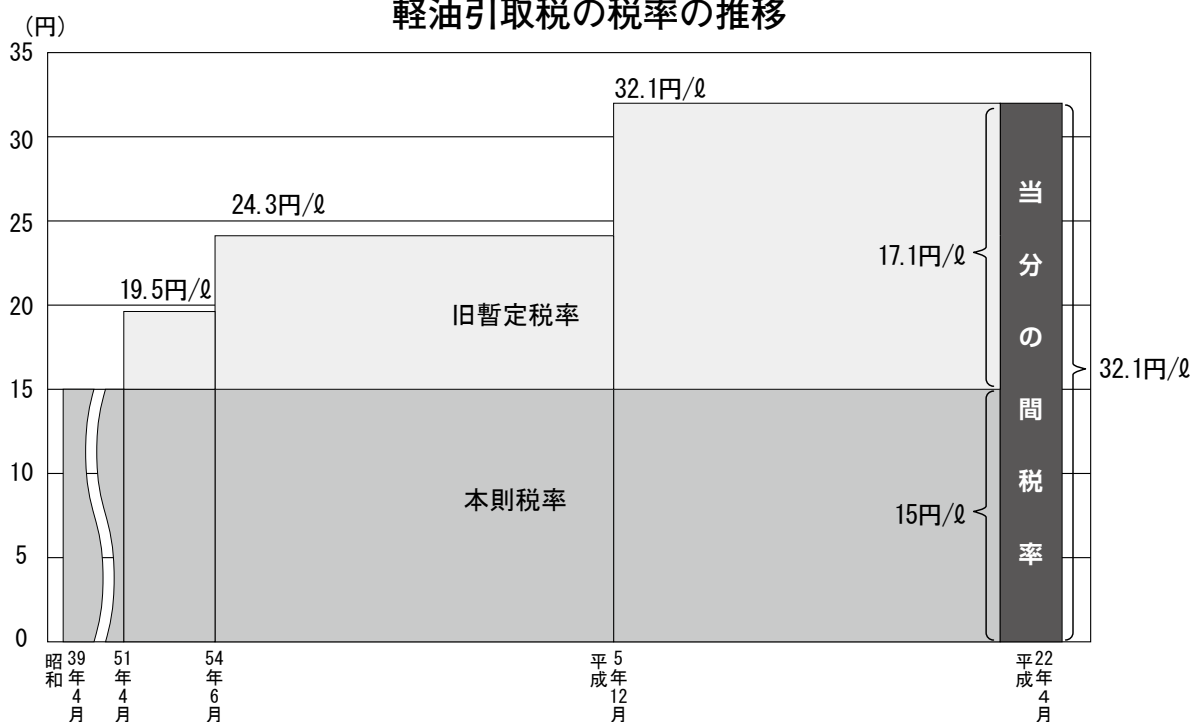 軽油引取税の税率の推移
(円)
35
30
25
20
15
10
5
0
32.1円/ℓ
24.3円/ℓ
19.5円/ℓ
旧暫定税率
本則税率
17.1円/ℓ
15円/ℓ
当分の間税率
32.1円/ℓ
昭和39年4月
51年4月
54年6月
平成5年12月
平成22年4月